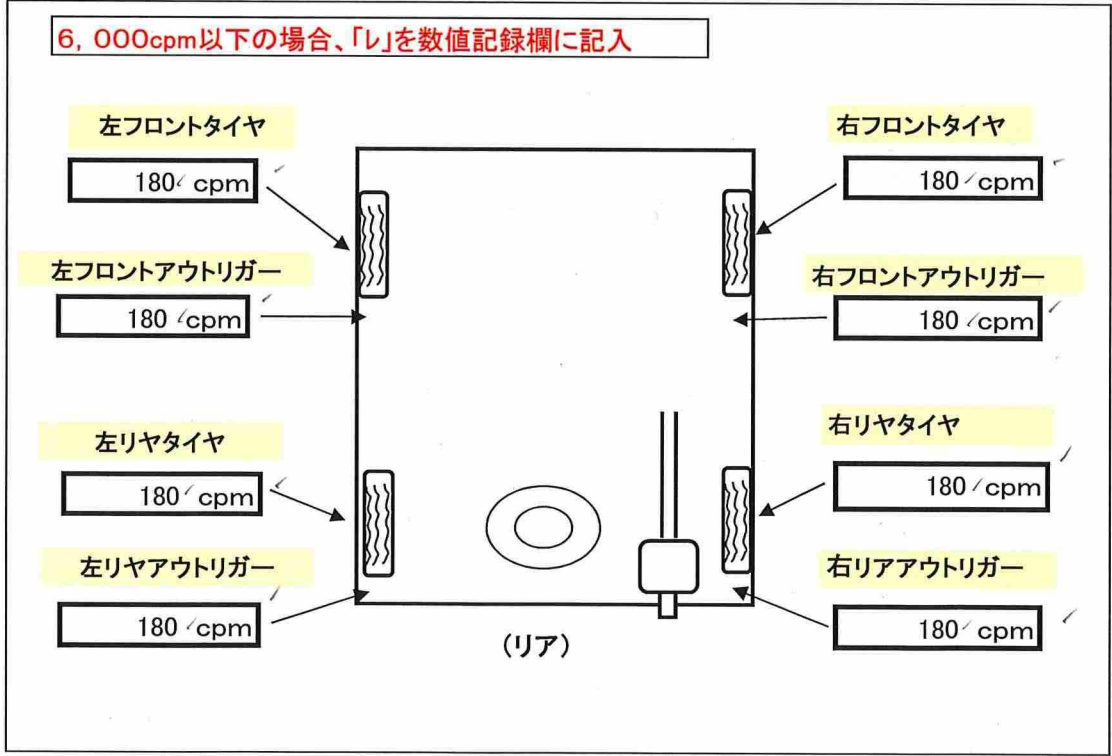 6，000cpm以下の場合、「レ」を数値記録欄に記入
左フロントタイヤ
180 cpm
右フロントタイヤ
180 cpm
左フロントアウトリガー
180 cpm
右フロントアウトリガー
180 cpm
左リヤタイヤ
180 cpm
右リヤタイヤ
180 cpm
左リヤアウトリガー
180 cpm
右リアアウトリガー
180 cpm
（リア）